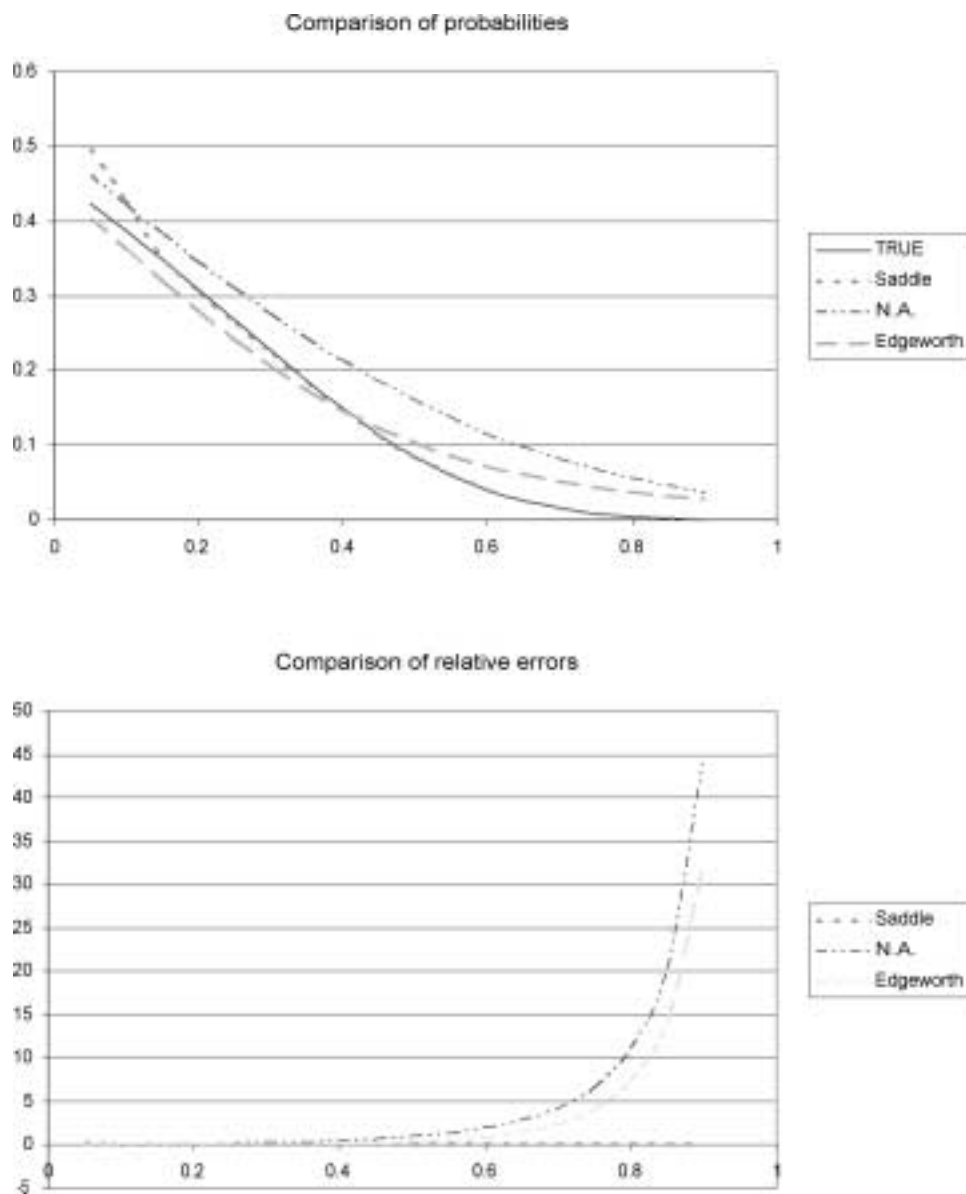 Comparison of probabilities
0.6
0.5
0.4
0.3
0.2
0.1
0
0 0.2 0.4 0.6 0.8 1
TRUE
Saddle
N.A.
Edgeworth
Comparison of relative errors
50
45
40
35
30
25
20
15
10
5
0
-5
0 0.2 0.4 0.6 0.8 1
Saddle
N.A.
Edgeworth